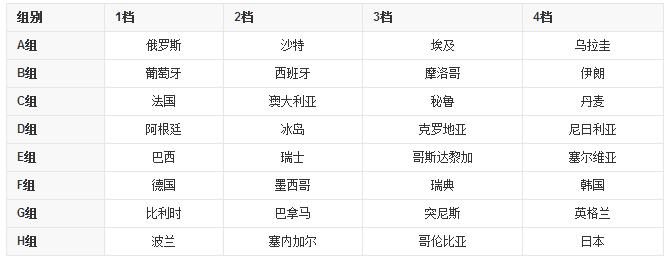 组别 1档 2档 3档 4档
A组 俄罗斯 沙特 埃及 乌拉圭
B组 葡萄牙 西班牙 摩洛哥 伊朗
C组 法国 澳大利亚 秘鲁 丹麦
D组 阿根廷 冰岛 克罗地亚 尼日利亚
E组 巴西 瑞士 哥斯达黎加 塞尔维亚
F组 德国 墨西哥 瑞典 韩国
G组 比利时 巴拿马 突尼斯 英格兰
H组 波兰 塞内加尔 哥伦比亚 日本